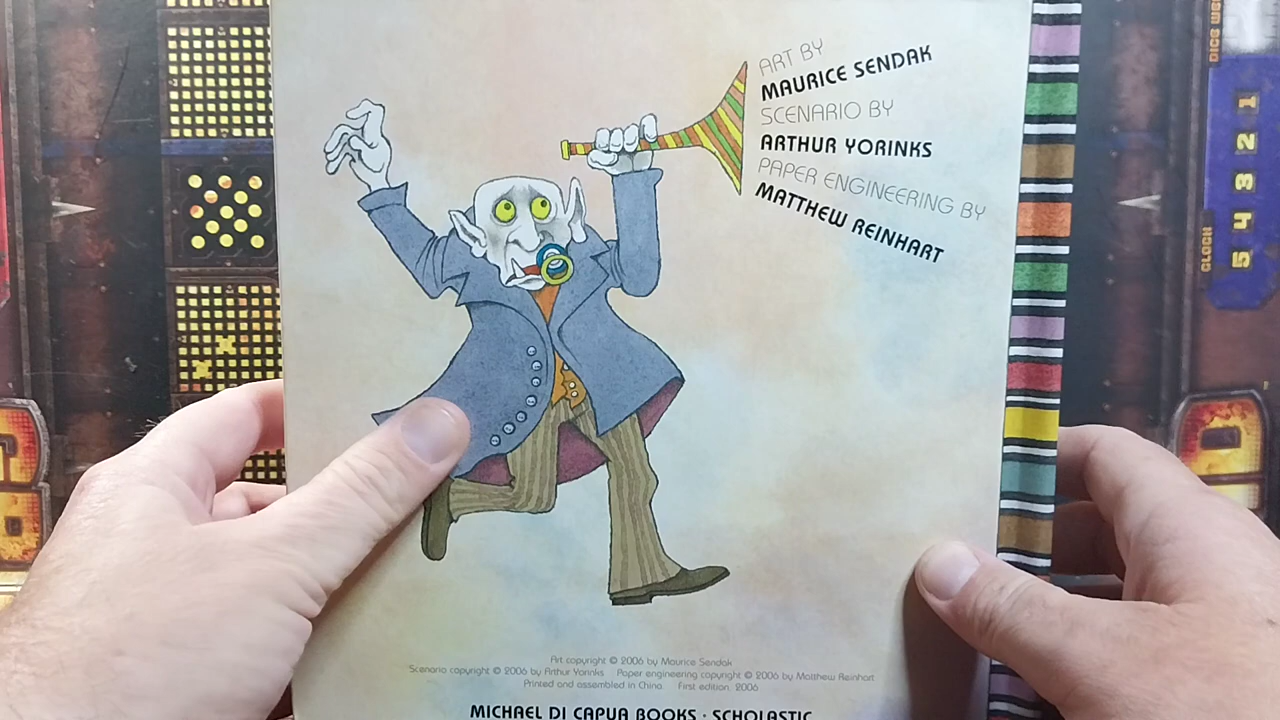 ART BY
MAURICE SENDAK
SCENARIO BY
ARTHUR YORINKS
PAPER ENGINEERING BY
MATTHEW REINHART
Art copyright © 2006 by Maurice Sendak
Scenario copyright © 2006 by Arthur Yorinks Paper engineering copyright © 2006 by Matthew Reinhart
Printed and assembled in China First edition, 2006
MICHAEL DI CAPUA BOOKS · SCHOLASTIC
CLOCK
5 4 3 2 1